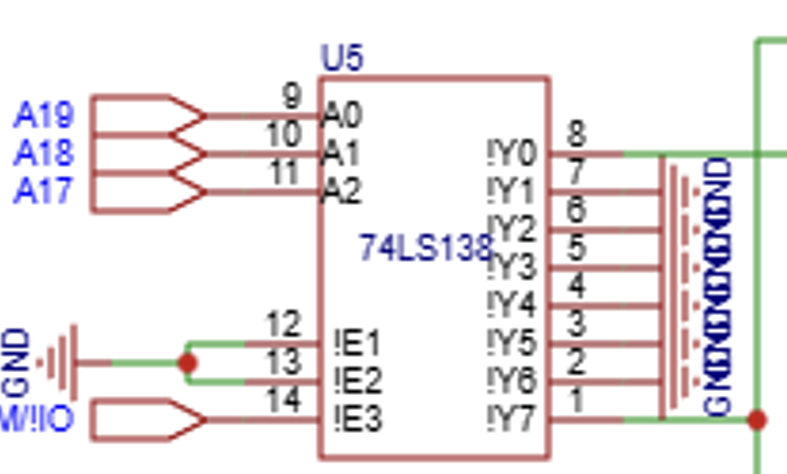 U5
A19 9 A0
A18 10 A1 !Y0 8
A17 11 A2 !Y1 7 GND
!Y2 6
74LS138
!Y3 5
!Y4 4
12 !E1 !Y5 3
GND 13 !E2 !Y6 2
M/!IO 14 !E3 !Y7 1